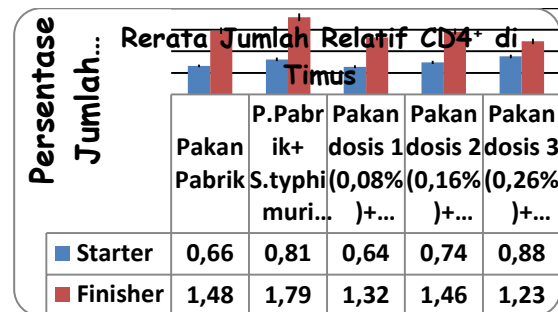 Rerata Jumlah Relatif CD4⁺ di
Timus
Persentase
Jumlah...
Pakan
Pabrik
P.Pabr
ik+
S.typhi
muri...
Pakan
dosis 1
(0,08%
)+...
Pakan
dosis 2
(0,16%
)+...
Pakan
dosis 3
(0,26%
)+...
Starter 0,66 0,81 0,64 0,74 0,88
Finisher 1,48 1,79 1,32 1,46 1,23